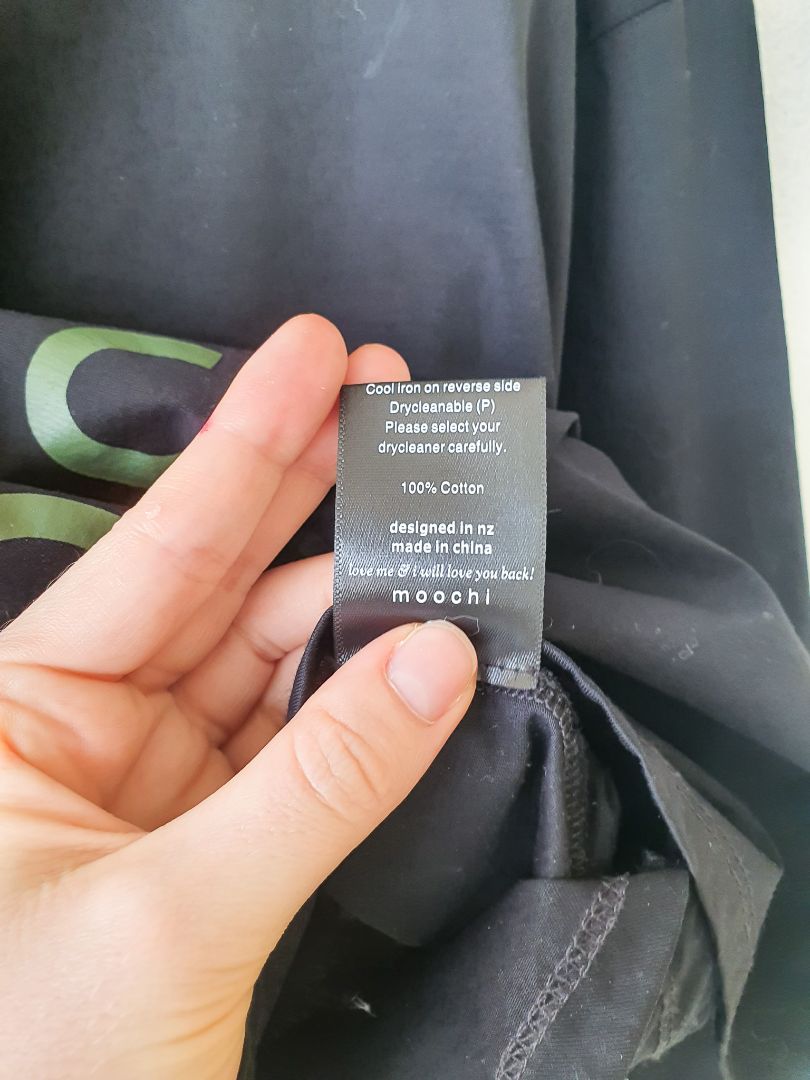 Cool iron on reverse side
Drycleanable (P)
Please select your
drycleaner carefully.
100% Cotton
designed in nz
made in china
love me & i will love you back!
moochi